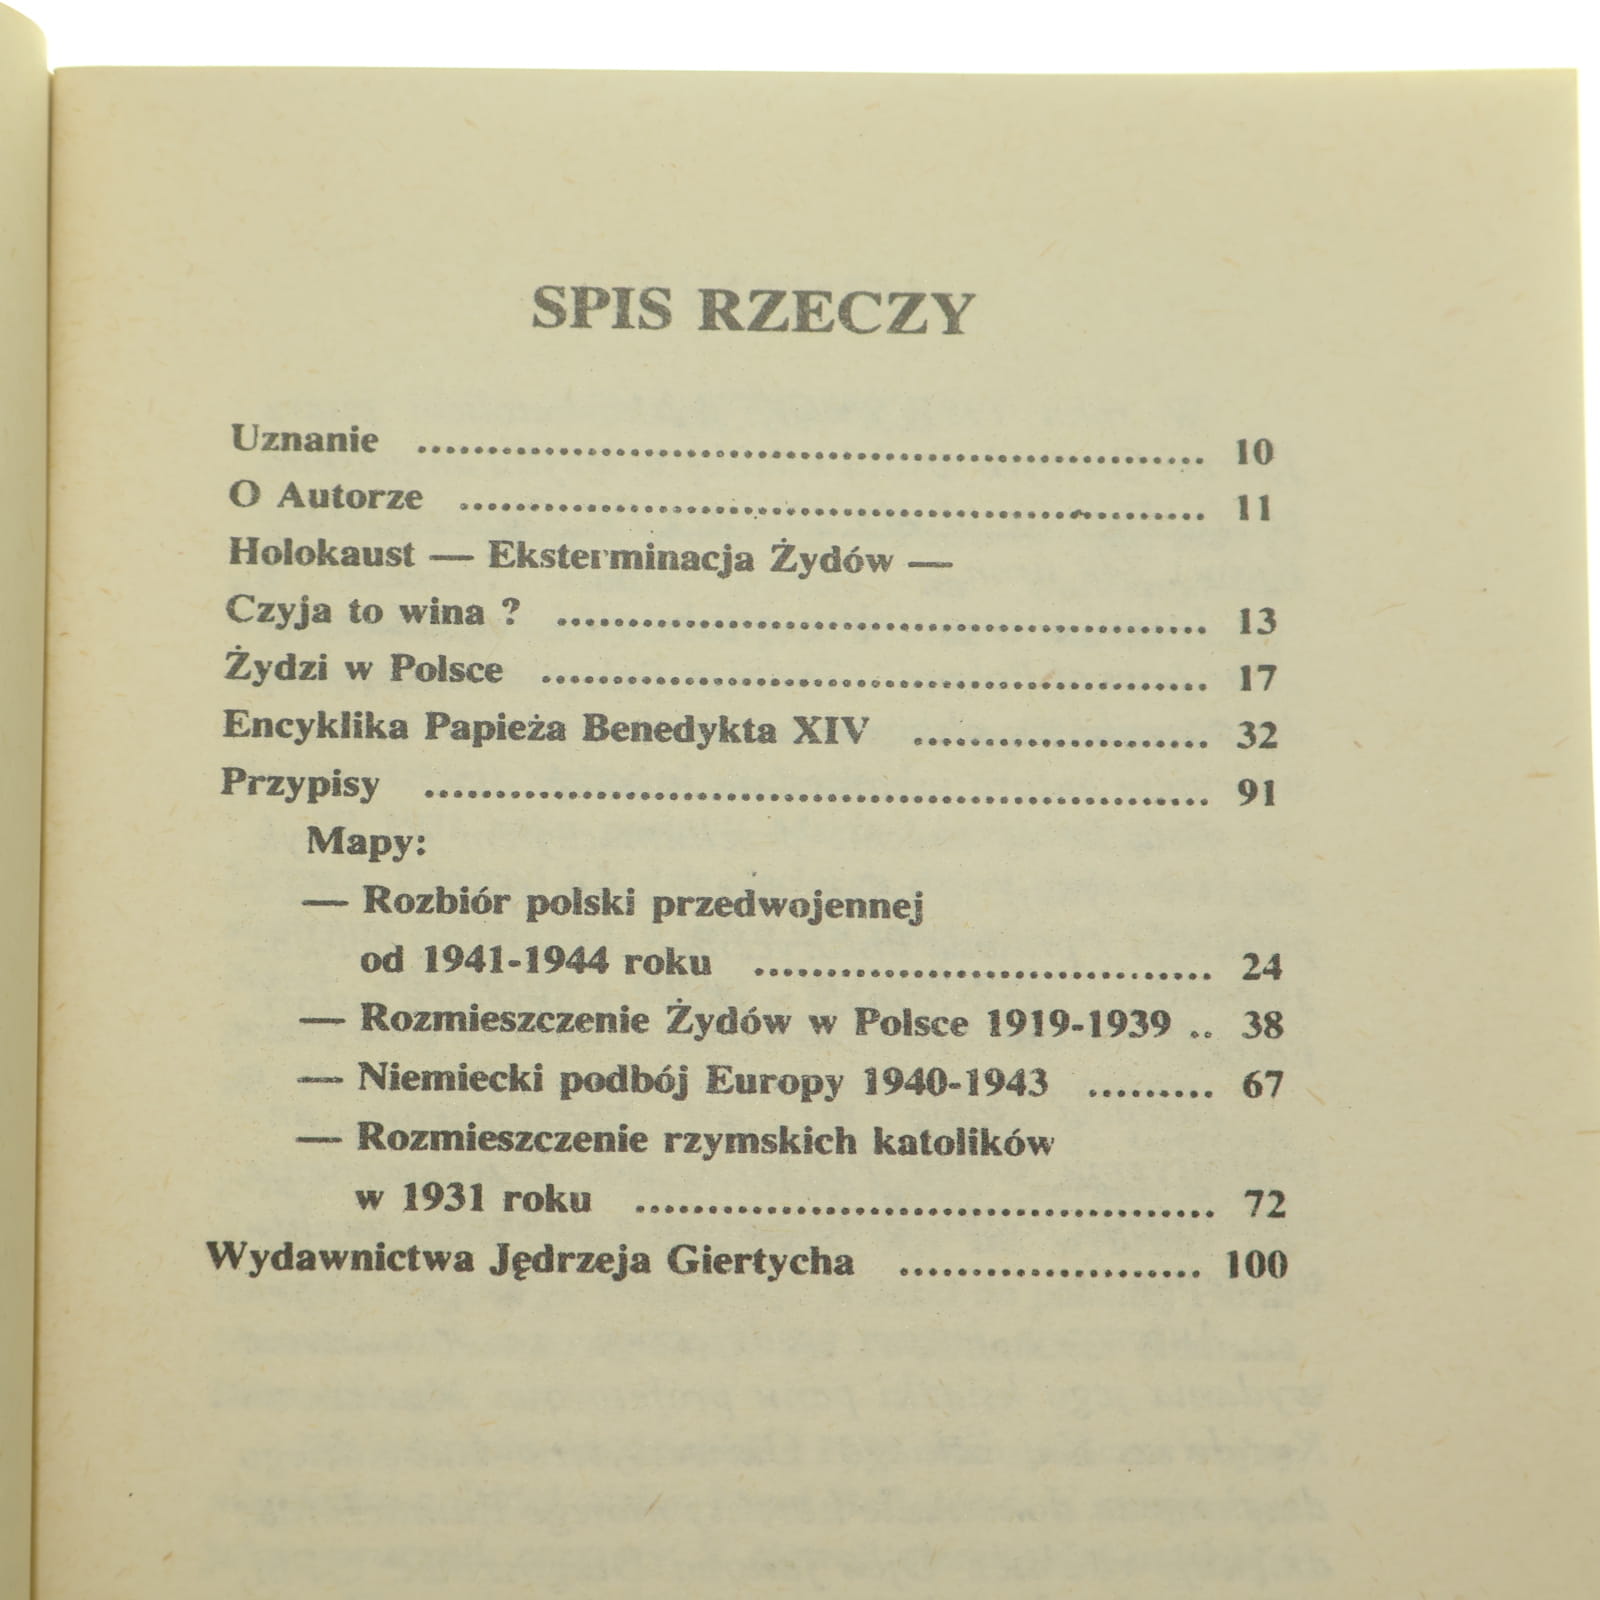 SPIS RZECZY
Uznanie ........................................................ 10
O Autorze ..................................................... 11
Holokaust — Eksterminacja Żydów —
Czyja to wina ? .............................................. 13
Żydzi w Polsce ............................................... 17
Encyklika Papieża Benedykta XIV ..................... 32
Przypisy ........................................................ 91
Mapy:
— Rozbiór polski przedwojennej
od 1941-1944 roku ................................ 24
— Rozmieszczenie Żydów w Polsce 1919-1939 .. 38
— Niemiecki podbój Europy 1940-1943 ......... 67
— Rozmieszczenie rzymskich katolików
w 1931 roku ......................................... 72
Wydawnictwa Jędrzeja Giertycha ..................... 100